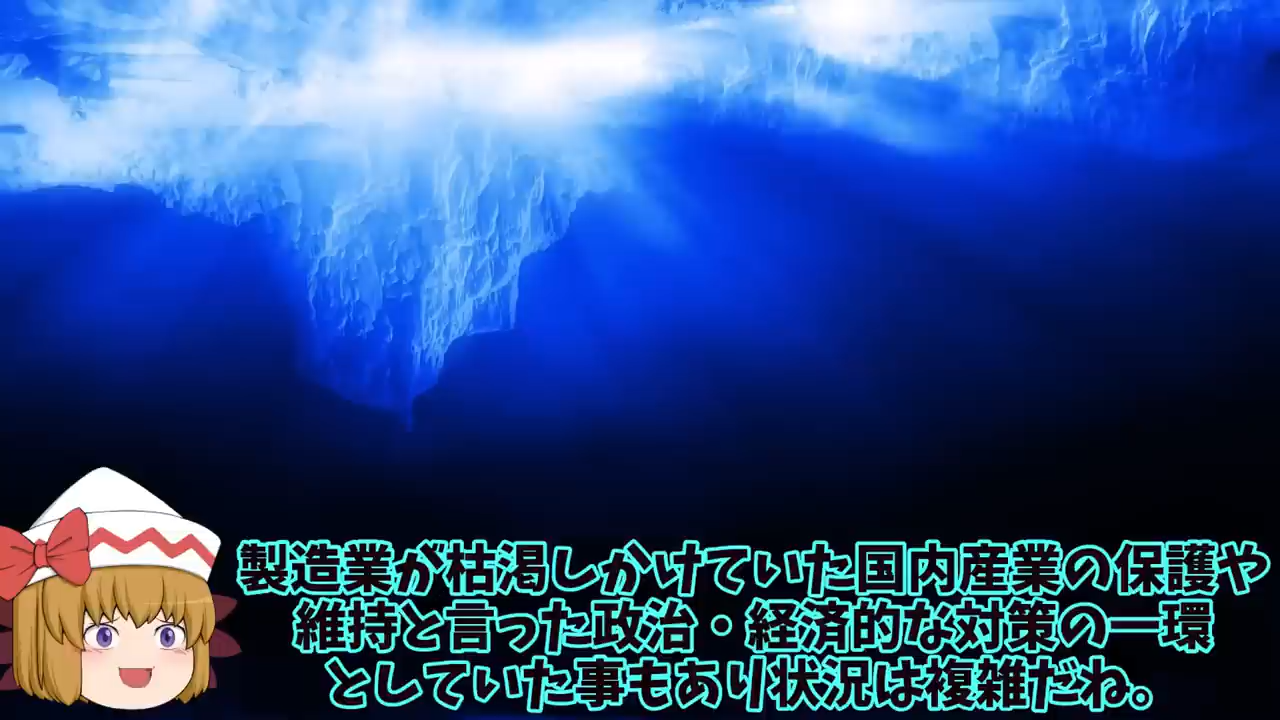 製造業が枯渇しかけていた国内産業の保護や
維持と言った政治・経済的な対策の一環
としていた事もあり状況は複雑だね。